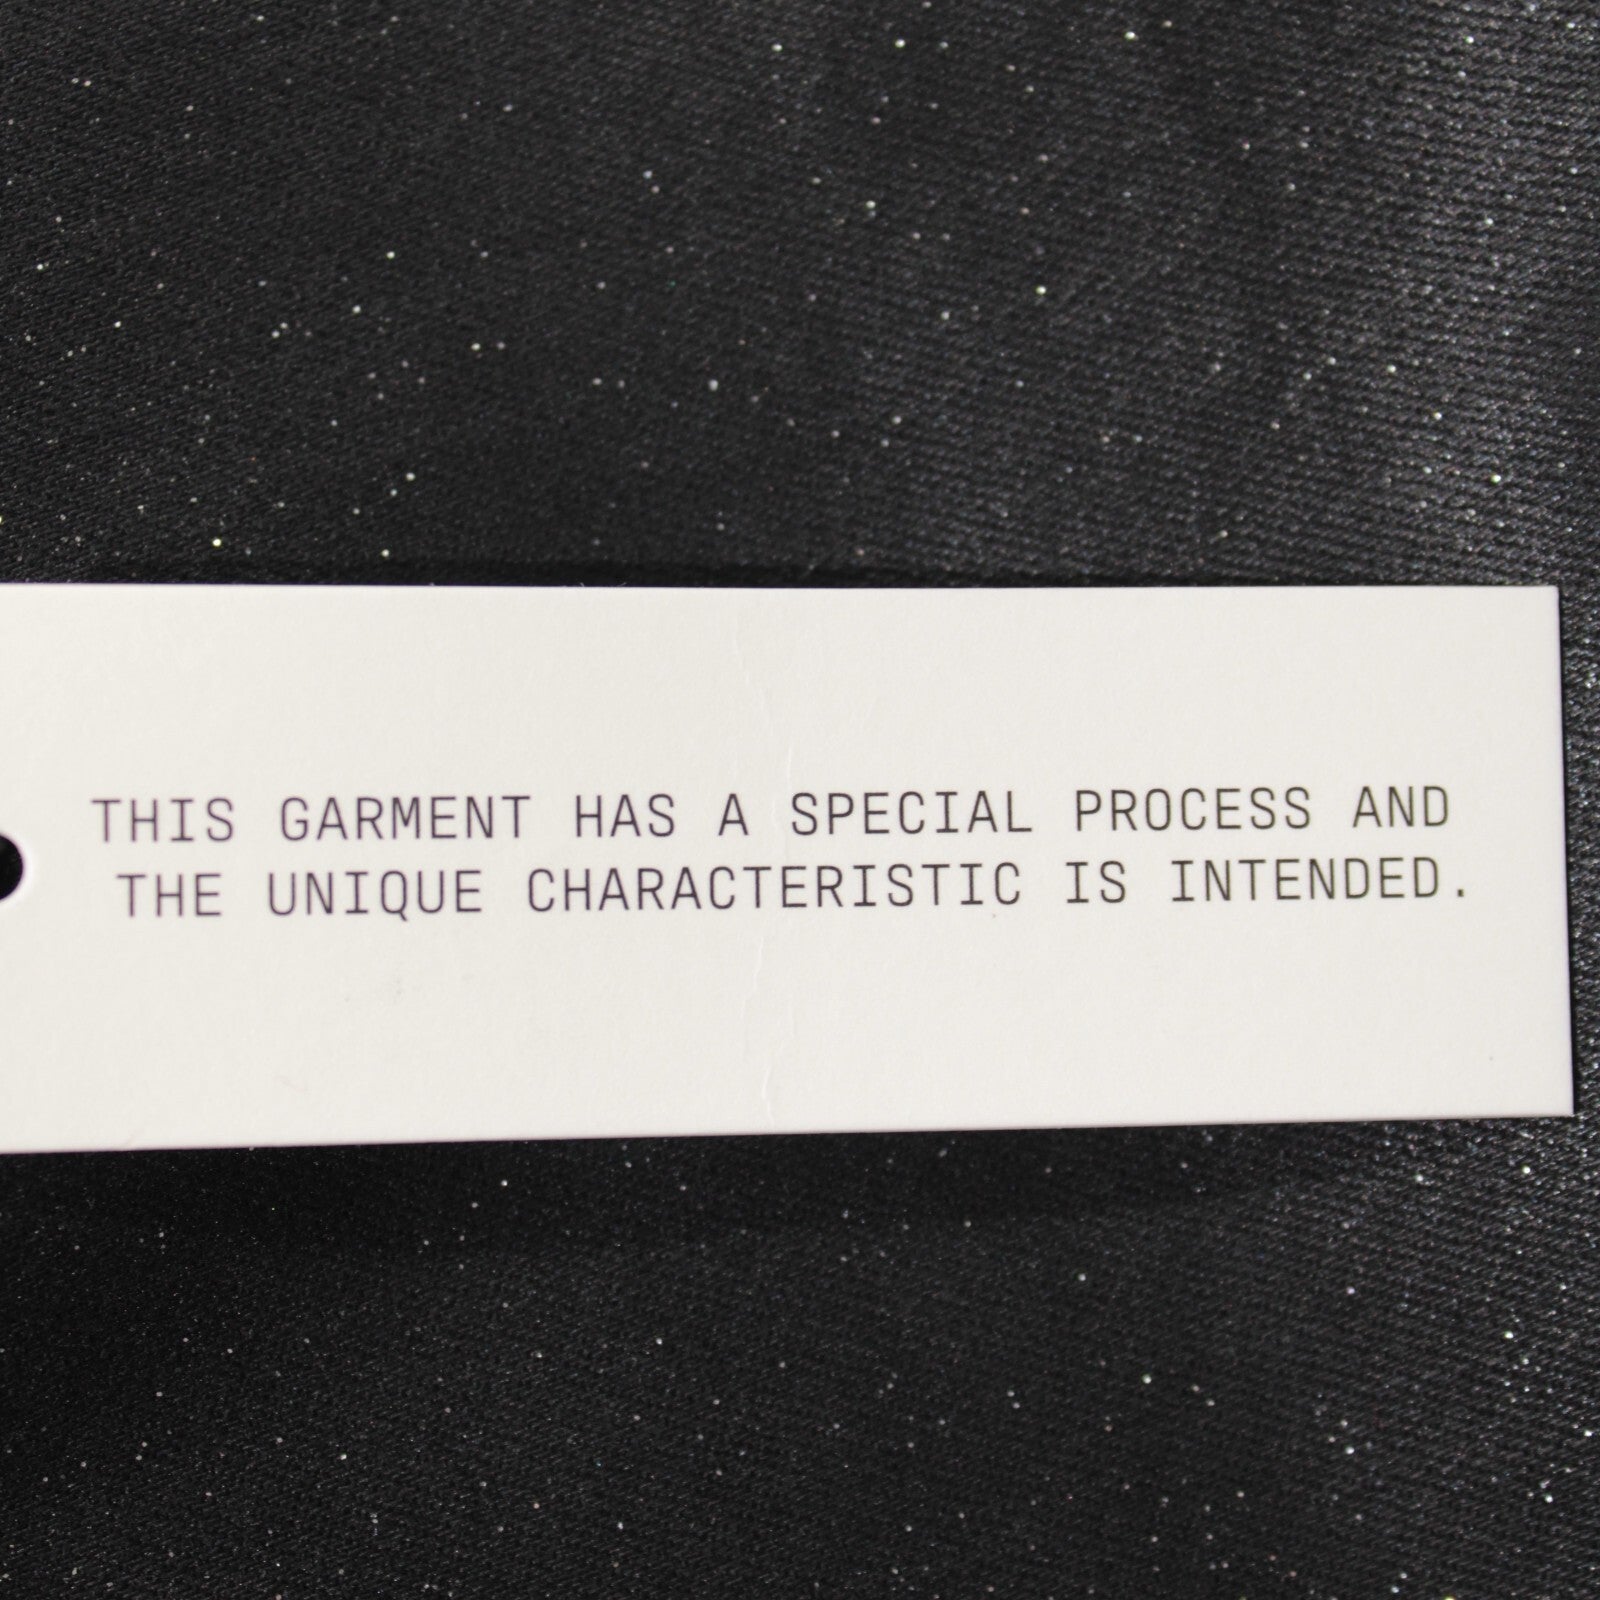 THIS GARMENT HAS A SPECIAL PROCESS AND
THE UNIQUE CHARACTERISTIC IS INTENDED.